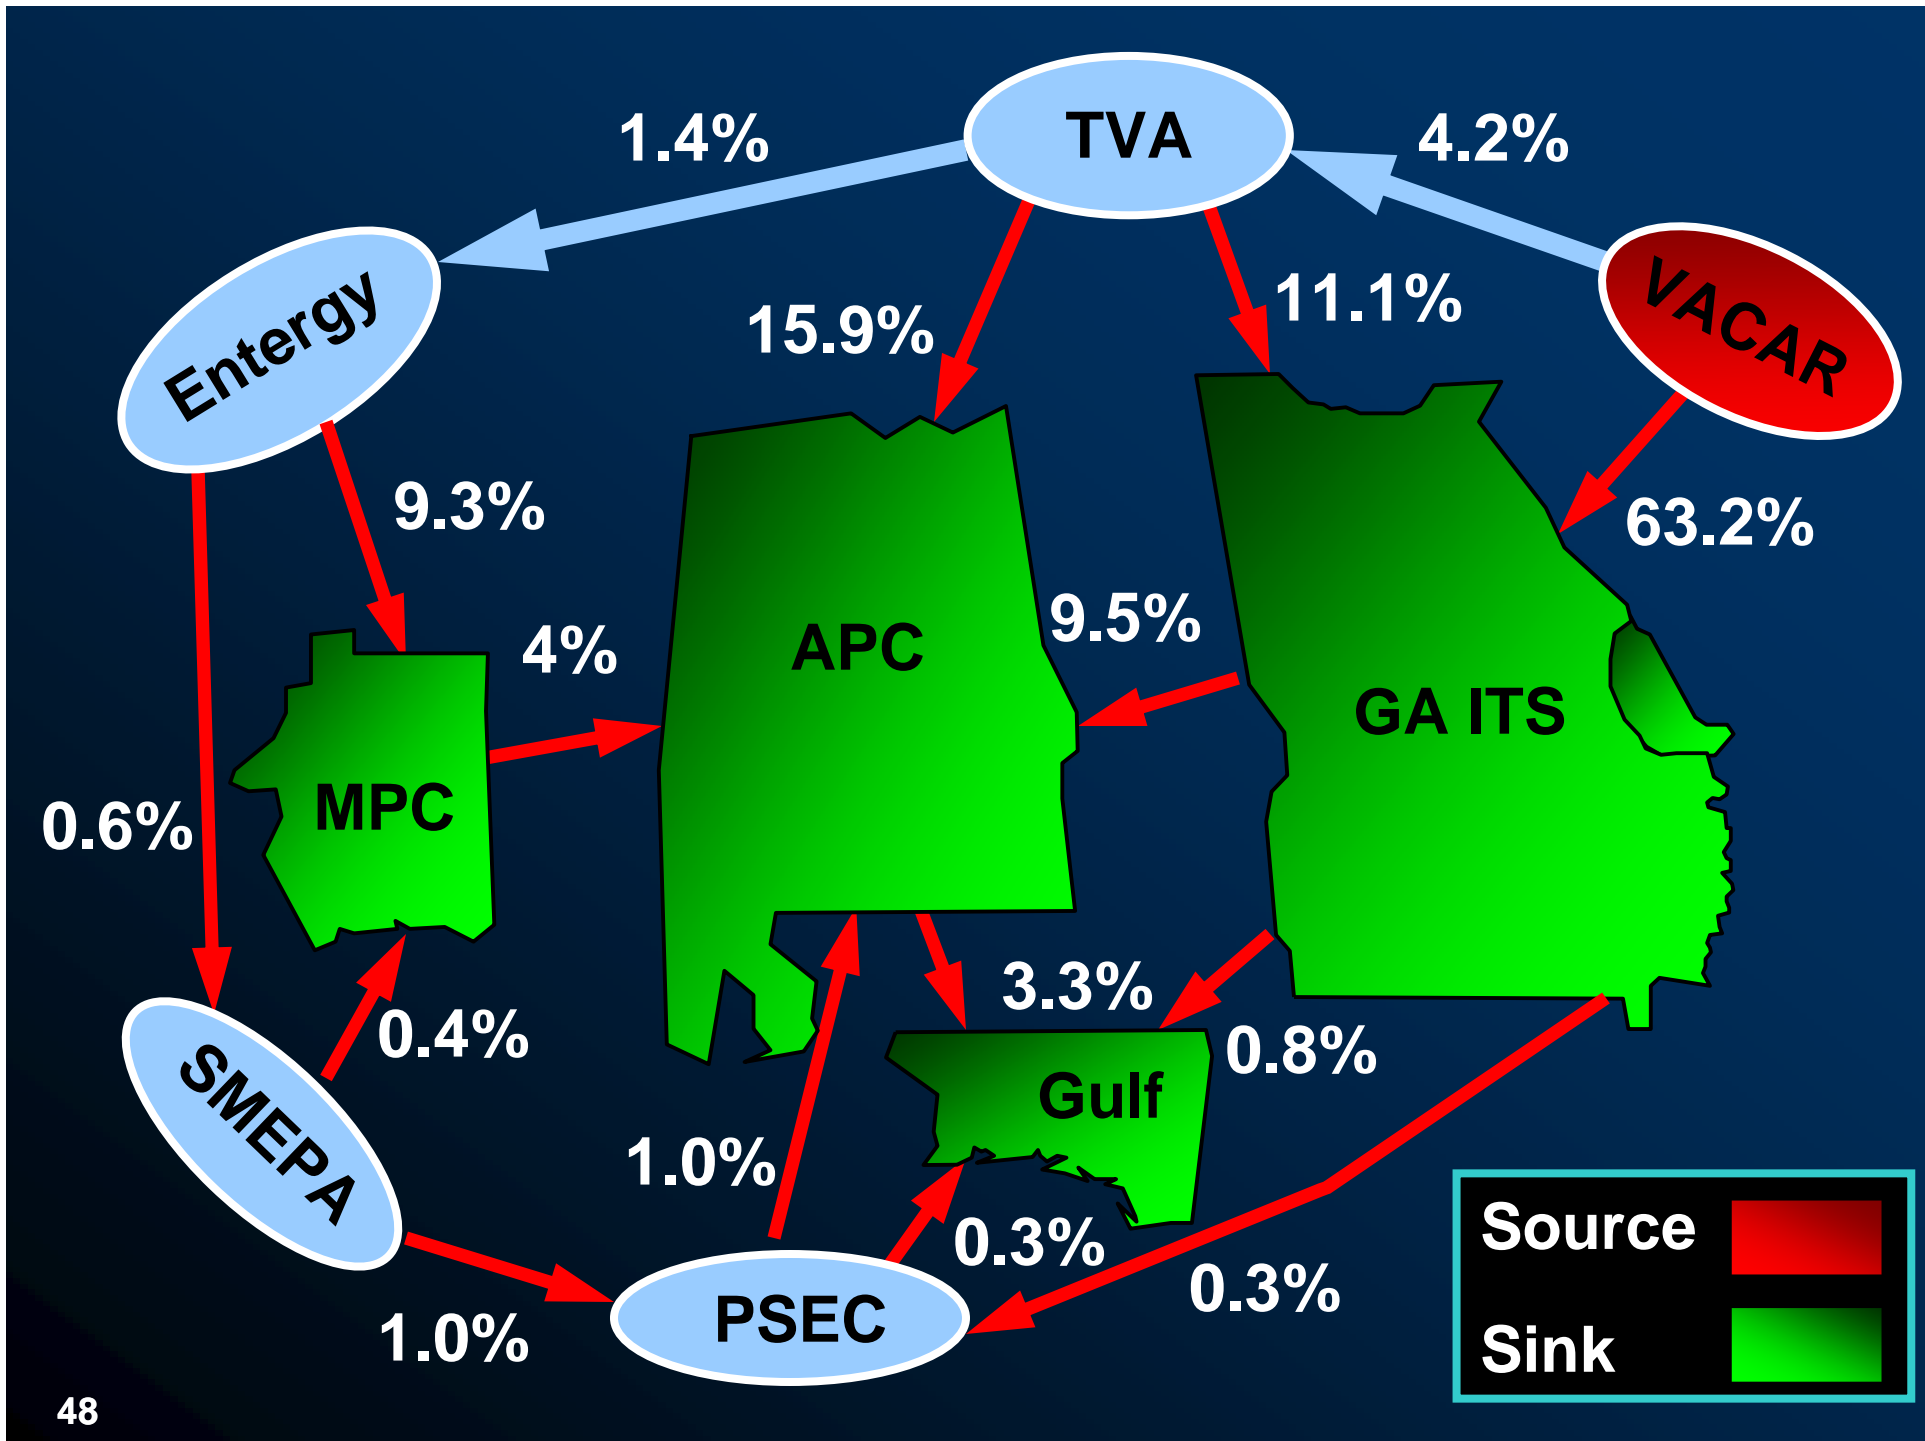 TVA
1.4%
4.2%
Entergy
VACAR
15.9%
11.1%
9.3%
63.2%
4%
APC
9.5%
GA ITS
MPC
0.6%
3.3%
0.4%
0.8%
SMEPA
Gulf
1.0%
0.3%
0.3%
1.0%
PSEC
Source
Sink
48